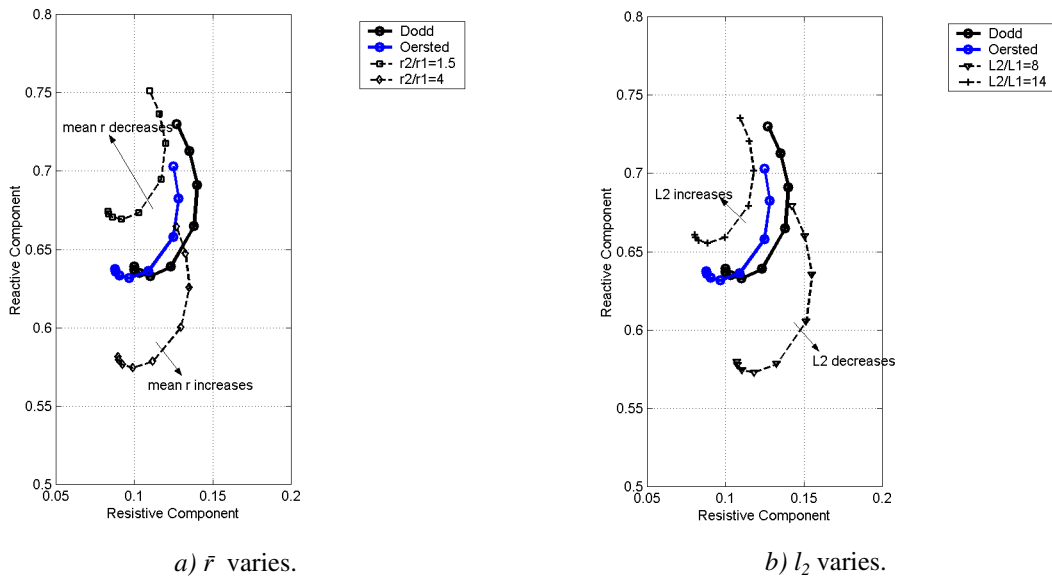 0.8
0.75
0.7
0.65
0.6
0.55
0.5
0.05
0.1
0.15
0.2
Reactive Component
Resistive Component
mean r decreases
mean r increases
Dodd
Oersted
r2/r1=1.5
r2/r1=4
a) r̄ varies.
0.8
0.75
0.7
0.65
0.6
0.55
0.5
0.05
0.1
0.15
0.2
Reactive Component
Resistive Component
L2 increases
L2 decreases
Dodd
Oersted
L2/L1=8
L2/L1=14
b) l₂ varies.